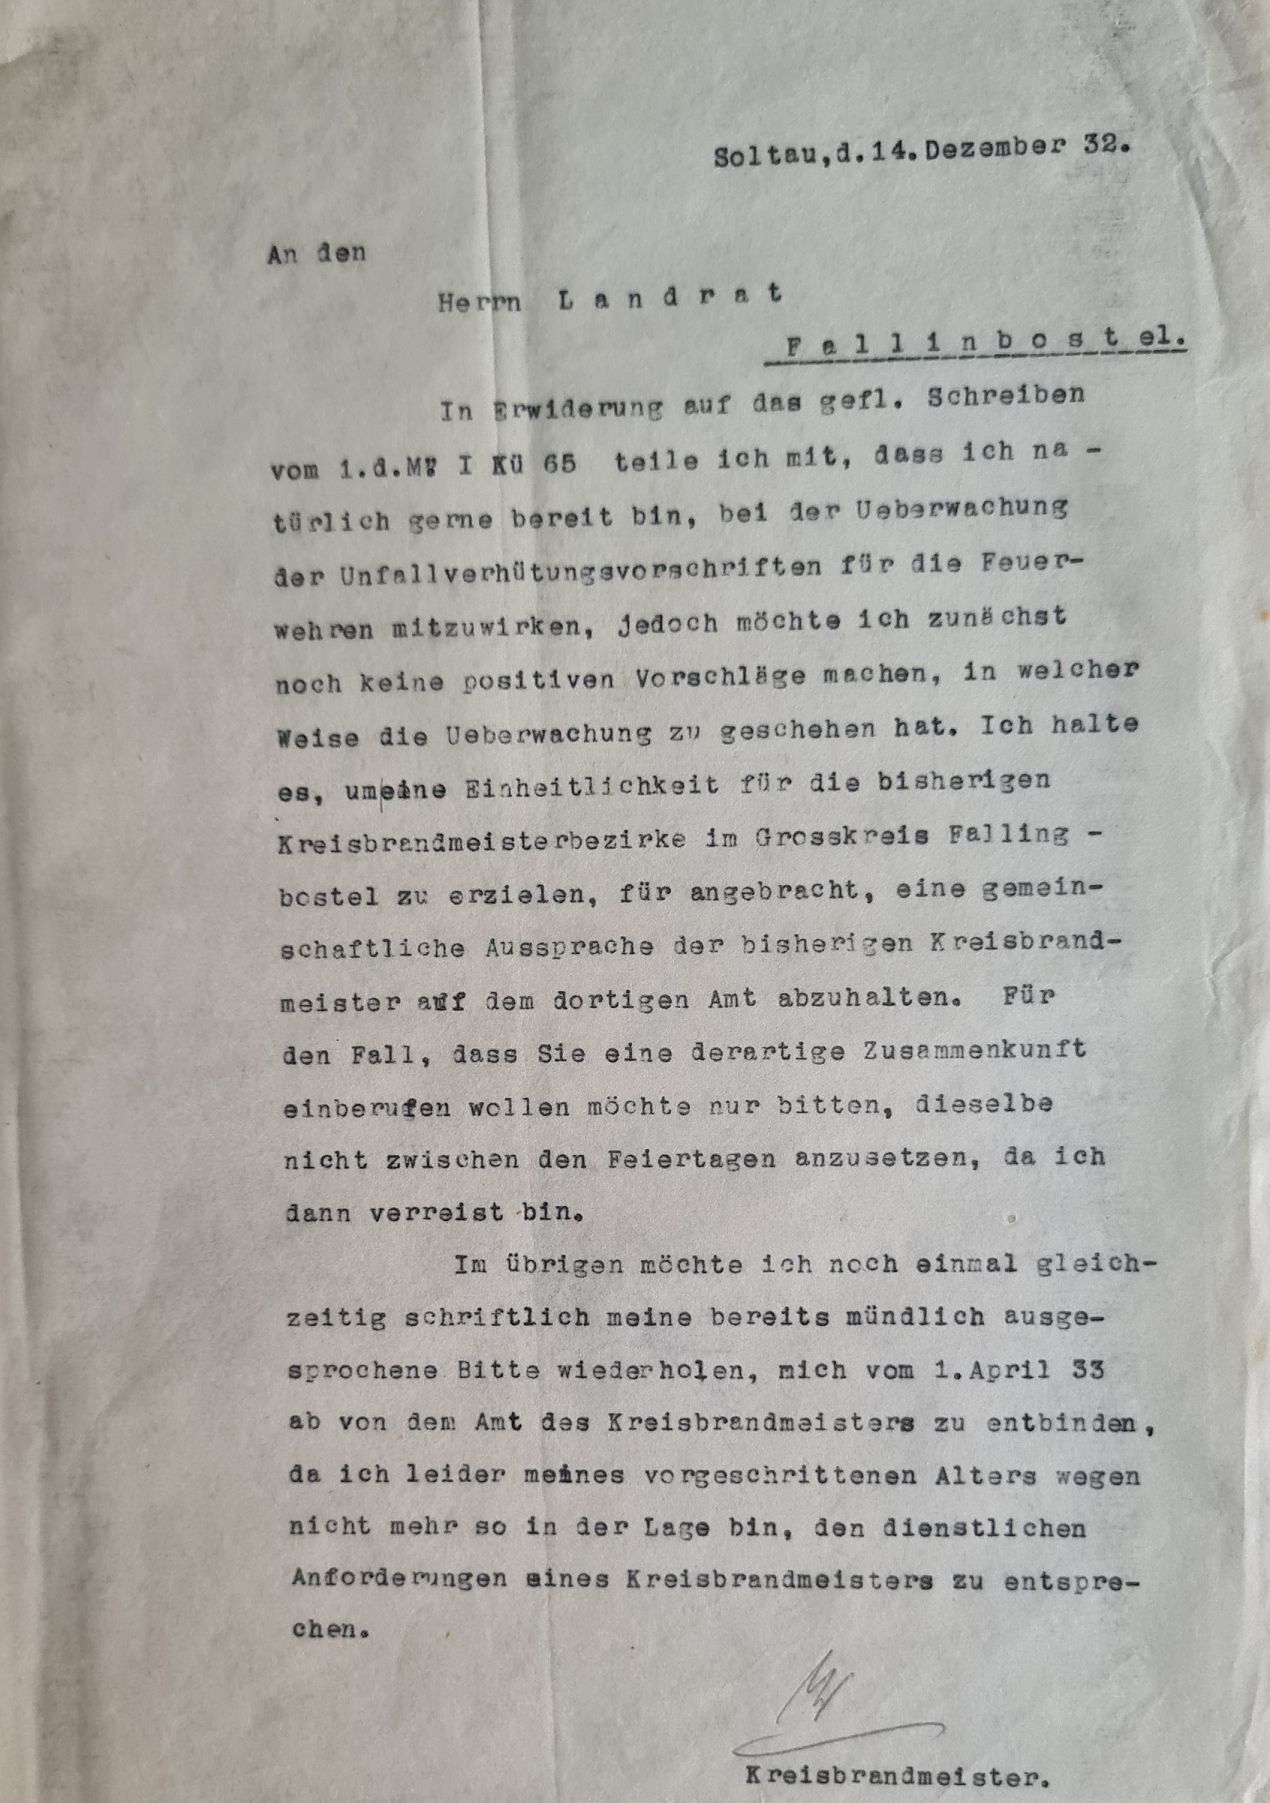 Soltau,d.14.Dezember 32.
An den
Herrn L a n d r a t
F a l l i n b o s t el.
In Erwiderung auf das gefl. Schreiben
vom 1.d.M. I Kü 65 teile ich mit, dass ich na -
türlich gerne bereit bin, bei der Ueberwachung
der Unfallverhütungsvorschriften für die Feuer-
wehren mitzuwirken, jedoch möchte ich zunächst
noch keine positiven Vorschläge machen, in welcher
Weise die Ueberwachung zu geschehen hat. Ich halte
es, um|eine Einheitlichkeit für die bisherigen
Kreisbrandmeisterbezirke im Grosskreis Falling -
bostel zu erzielen, für angebracht, eine gemein-
schaftliche Aussprache der bisherigen Kreisbrand-
meister auf dem dortigen Amt abzuhalten. Für
den Fall, dass Sie eine derartige Zusammenkunft
einberufen wollen möchte nur bitten, dieselbe
nicht zwischen den Feiertagen anzusetzen, da ich
dann verreist bin.
Im übrigen möchte ich noch einmal gleich-
zeitig schriftlich meine bereits mündlich ausge-
sprochene Bitte wiederholen, mich vom 1.April 33
ab von dem Amt des Kreisbrandmeisters zu entbinden,
da ich leider meines vorgeschrittenen Alters wegen
nicht mehr so in der Lage bin, den dienstlichen
Anforderungen eines Kreisbrandmeisters zu entspre-
chen.
Kreisbrandmeister.